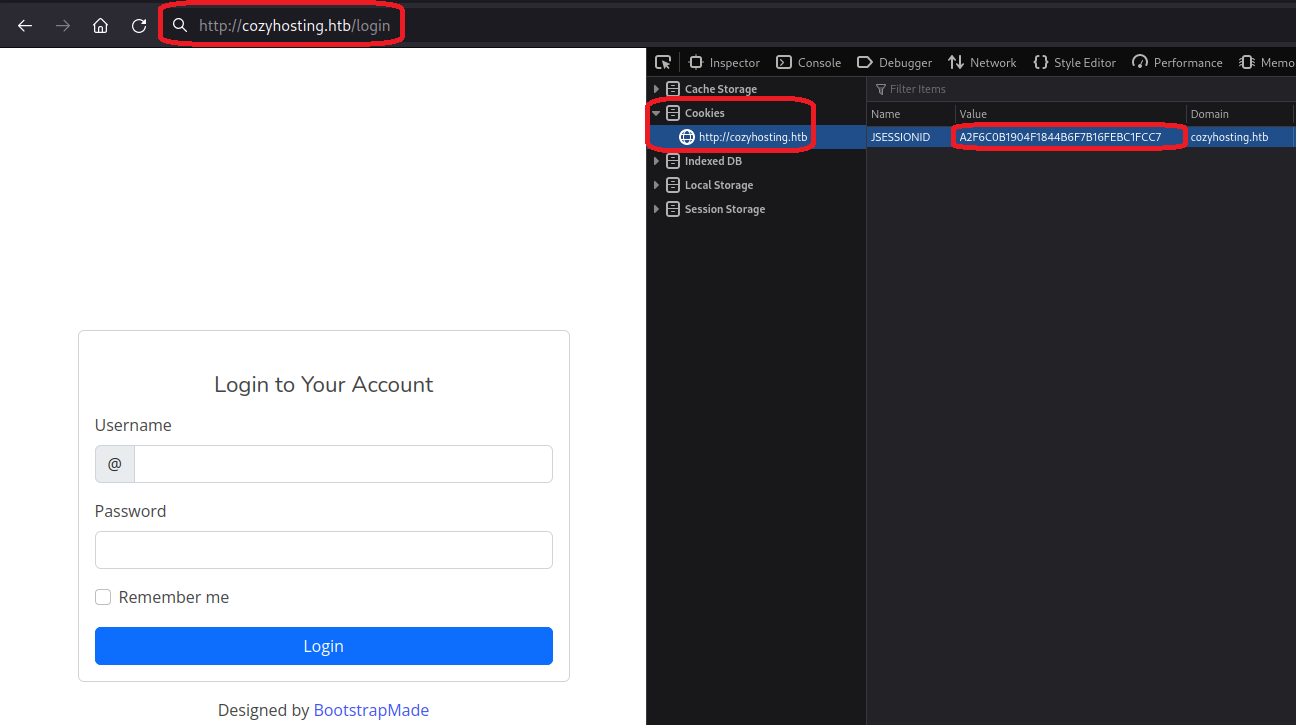 http://cozyhosting.htb/login
Inspector Console Debugger Network Style Editor Performance Memo
Cache Storage
Cookies
http://cozyhosting.htb
Indexed DB
Local Storage
Session Storage
Filter Items
Name Value Domain
JSESSIONID A2F6C0B1904F1844B6F7B16FEBC1FCC7 cozyhosting.htb
Login to Your Account
Username
@
Password
Remember me
Login
Designed by BootstrapMade